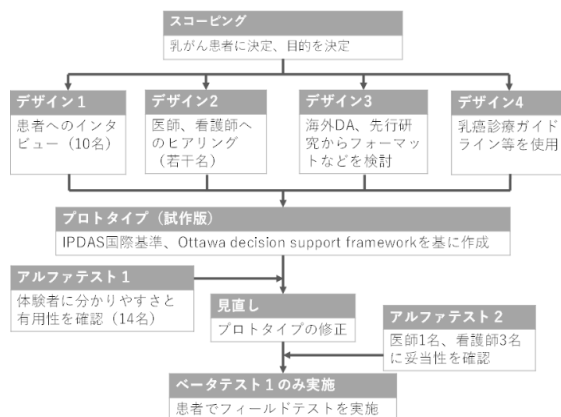 スコーピング
乳がん患者に決定、目的を決定
デザイン１
患者へのインタ
ビュー（10名）
デザイン２
医師、看護師へ
のヒアリング
（若干名）
デザイン３
海外DA、先行研
究からフォーマッ
トなどを検討
デザイン４
乳癌診療ガイド
ライン等を使用
プロトタイプ（試作版）
IPDAS国際基準、Ottawa decision support frameworkを基に作成
アルファテスト１
体験者に分かりやすさと
有用性を確認（14名）
見直し
プロトタイプの修正
アルファテスト２
医師1名、看護師3名
に妥当性を確認
ベータテスト１のみ実施
患者でフィールドテストを実施